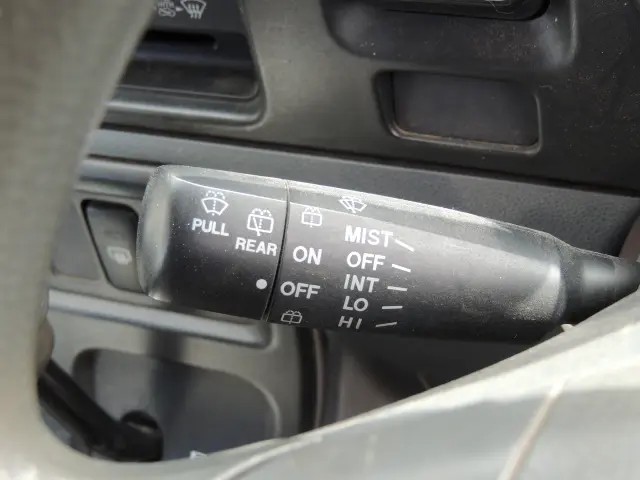 PULL
REAR
ON
OFF
MIST
OFF
INT
LO
HI